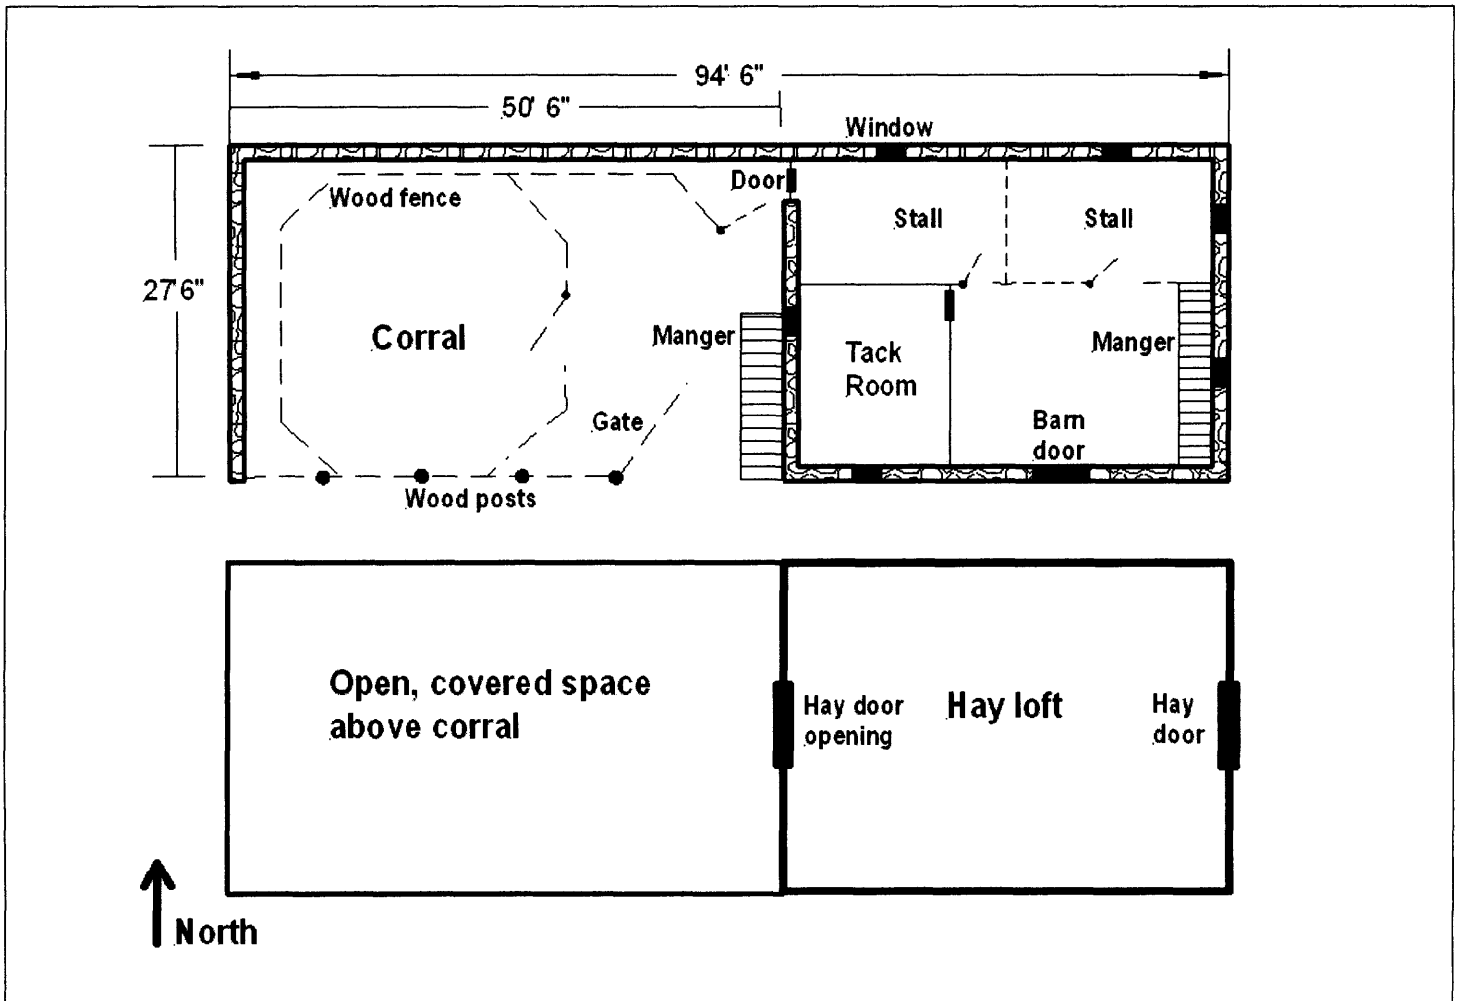 94' 6"
50' 6"
Window
Door
Wood fence
Stall
Stall
27'6"
Corral
Manger
Tack
Room
Manger
Gate
Barn
door
Wood posts
Open, covered space
above corral
Hay door
opening
Hay loft
Hay
door
North